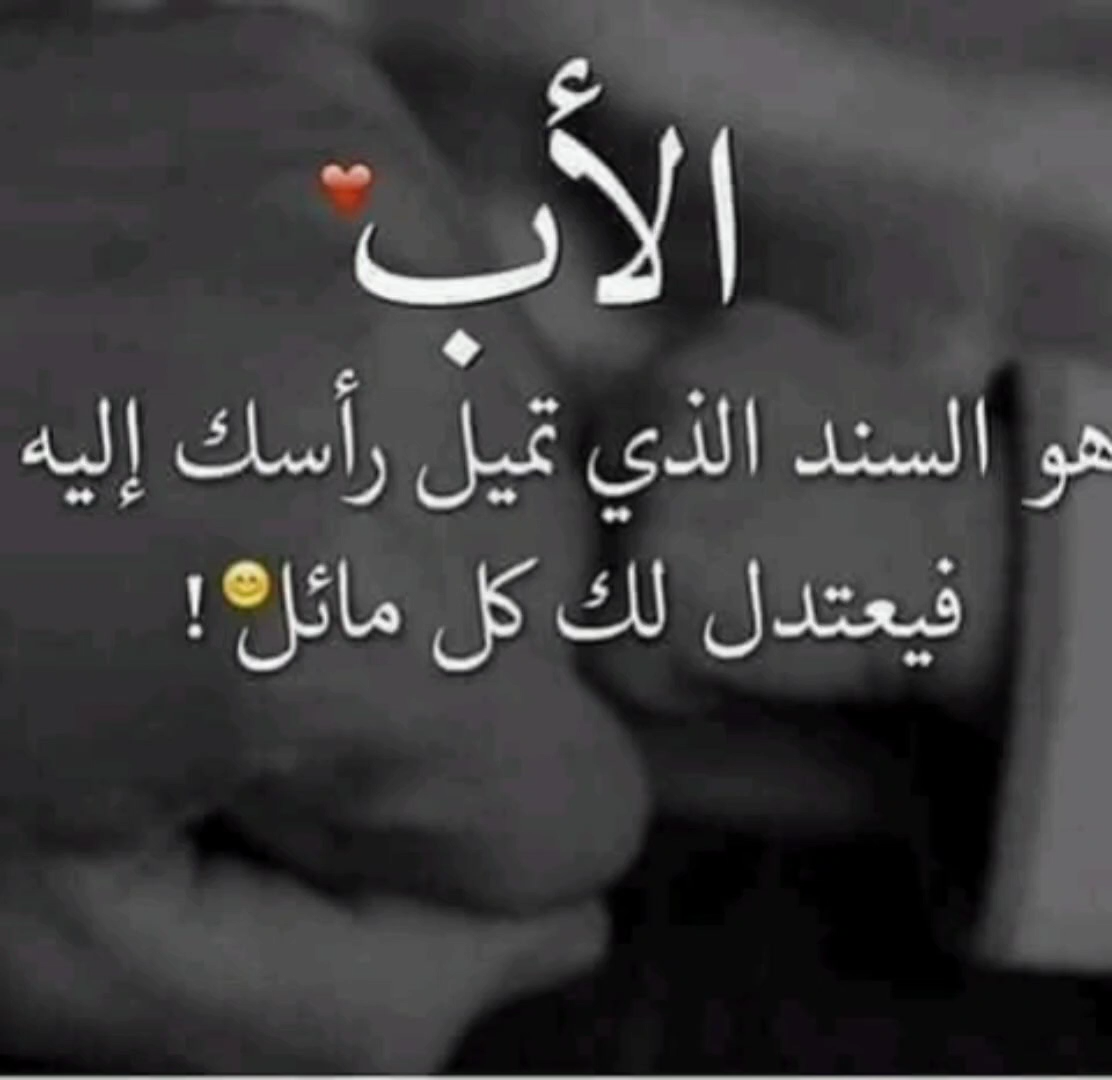 الأب❤️
هو السند الذي تميل رأسك إليه
فيعتدل لك كل مائل😊!